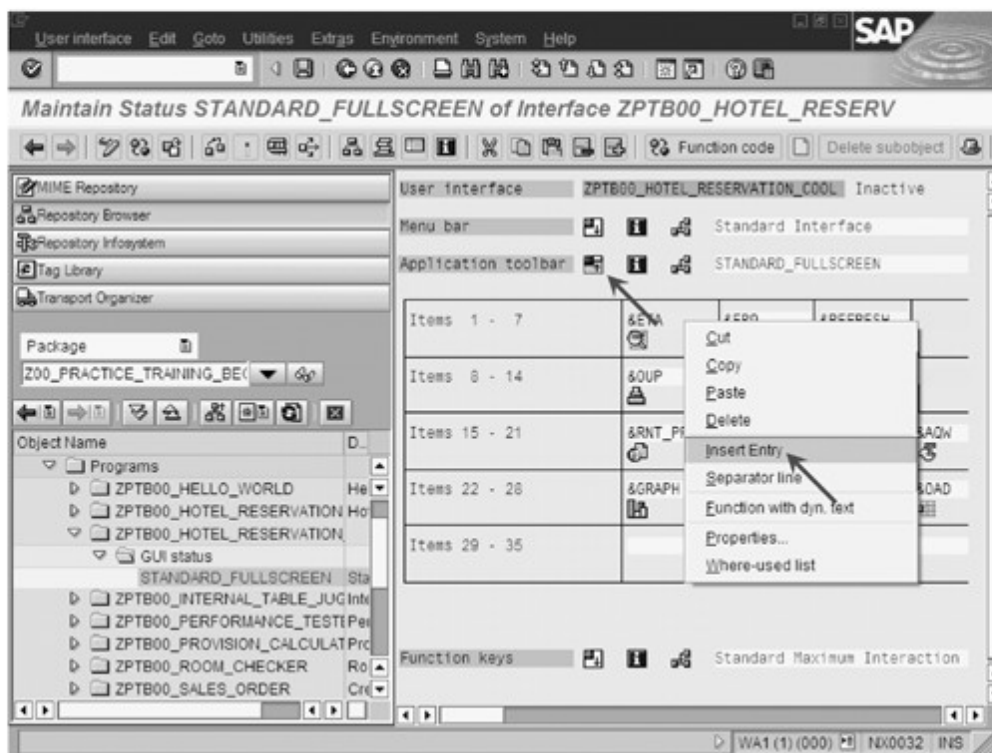 User interface Edit Goto Utilities Extras Environment System Help
SAP
Maintain Status STANDARD_FULLSCREEN of Interface ZPTB00_HOTEL_RESERV
Function code Delete subobject
MIME Repository
Repository Browser
Repository Infosystem
Tag Library
Transport Organizer
Package
Z00_PRACTICE_TRAINING_BE
Object Name D..
Programs
ZPTB00_HELLO_WORLD He
ZPTB00_HOTEL_RESERVATION Ho
ZPTB00_HOTEL_RESERVATION_
GUI status
STANDARD_FULLSCREEN Sta
ZPTB00_INTERNAL_TABLE_JUG Inte
ZPTB00_PERFORMANCE_TESTE Per
ZPTB00_PROVISION_CALCULAT Pro
ZPTB00_ROOM_CHECKER Ro
ZPTB00_SALES_ORDER Cre
User interface ZPTB00_HOTEL_RESERVATION_COOL Inactive
Menu bar Standard Interface
Application toolbar STANDARD_FULLSCREEN
Items 1 - 7 &ETA
Items 8 - 14 &OUP
Items 15 - 21 &RNT_PR &AQW
Items 22 - 28 &GRAPH &OAD
Items 29 - 35
Cut
Copy
Paste
Delete
Insert Entry
Separator line
Function with dyn. text
Properties...
Where-used list
Function keys Standard Maximum Interaction
WA1 (1) (000) NX0032 INS